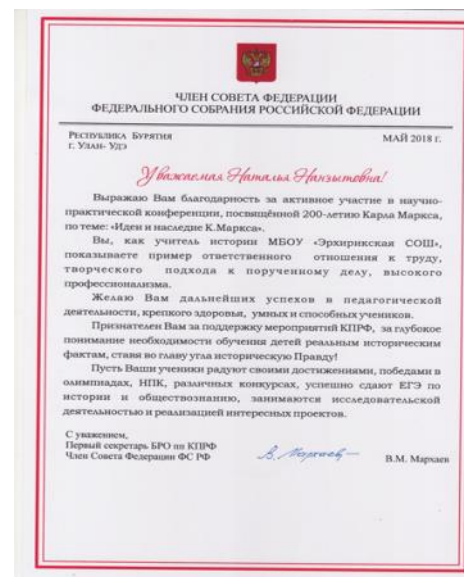 ЧЛЕН СОВЕТА ФЕДЕРАЦИИ
ФЕДЕРАЛЬНОГО СОБРАНИЯ РОССИЙСКОЙ ФЕДЕРАЦИИ
РЕСПУБЛИКА БУРЯТИЯ МАЙ 2018 г.
г. УЛАН- УДЭ
Уважаемая Наталья Нанзытовна!
Выражаю Вам благодарность за активное участие в научно-
практической конференции, посвящённой 200-летию Карла Маркса,
по теме: «Идеи и наследие К.Маркса».
Вы, как учитель истории МБОУ «Эрхирикская СОШ»,
показываете пример ответственного отношения к труду,
творческого подхода к порученному делу, высокого
профессионализма.
Желаю Вам дальнейших успехов в педагогической
деятельности, крепкого здоровья, умных и способных учеников.
Признателен Вам за поддержку мероприятий КПРФ, за глубокое
понимание необходимости обучения детей реальным историческим
фактам, ставя во главу угла историческую Правду!
Пусть Ваши ученики радуют своими достижениями, победами в
олимпиадах, НПК, различных конкурсах, успешно сдают ЕГЭ по
истории и обществознанию, занимаются исследовательской
деятельностью и реализацией интересных проектов.
С уважением,
Первый секретарь БРО пп КПРФ
Член Совета Федерации ФС РФ В. Мархаев В.М. Мархаев